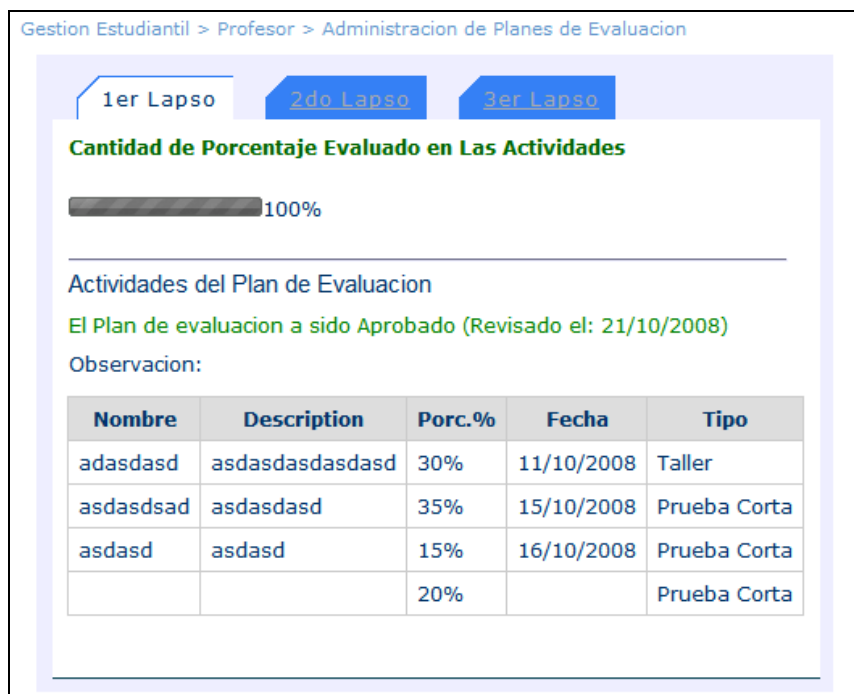 Gestion Estudiantil > Profesor > Administracion de Planes de Evaluacion
1er Lapso 2do Lapso 3er Lapso
Cantidad de Porcentaje Evaluado en Las Actividades
100%
Actividades del Plan de Evaluacion
El Plan de evaluacion a sido Aprobado (Revisado el: 21/10/2008)
Observacion:
Nombre Description Porc.% Fecha Tipo
adasdasd asdasdasdasdasd 30% 11/10/2008 Taller
asdasdsad asdasdasd 35% 15/10/2008 Prueba Corta
asdasd asdasd 15% 16/10/2008 Prueba Corta
20% Prueba Corta